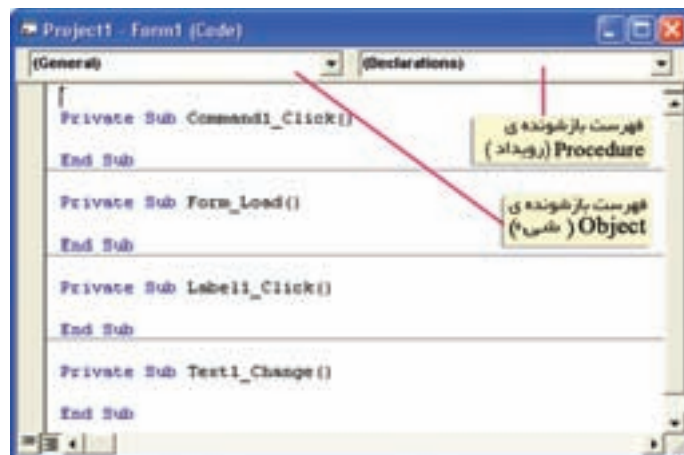 Project1 - Form1 (Code)
(General) (Declarations)
Private Sub Command1_Click()
End Sub
Private Sub Form_Load()
End Sub
Private Sub Label1_Click()
End Sub
Private Sub Text1_Change()
End Sub
فهرست بازشونده ی
Procedure (رویداد)
فهرست بازشونده ی
Object (شیء)